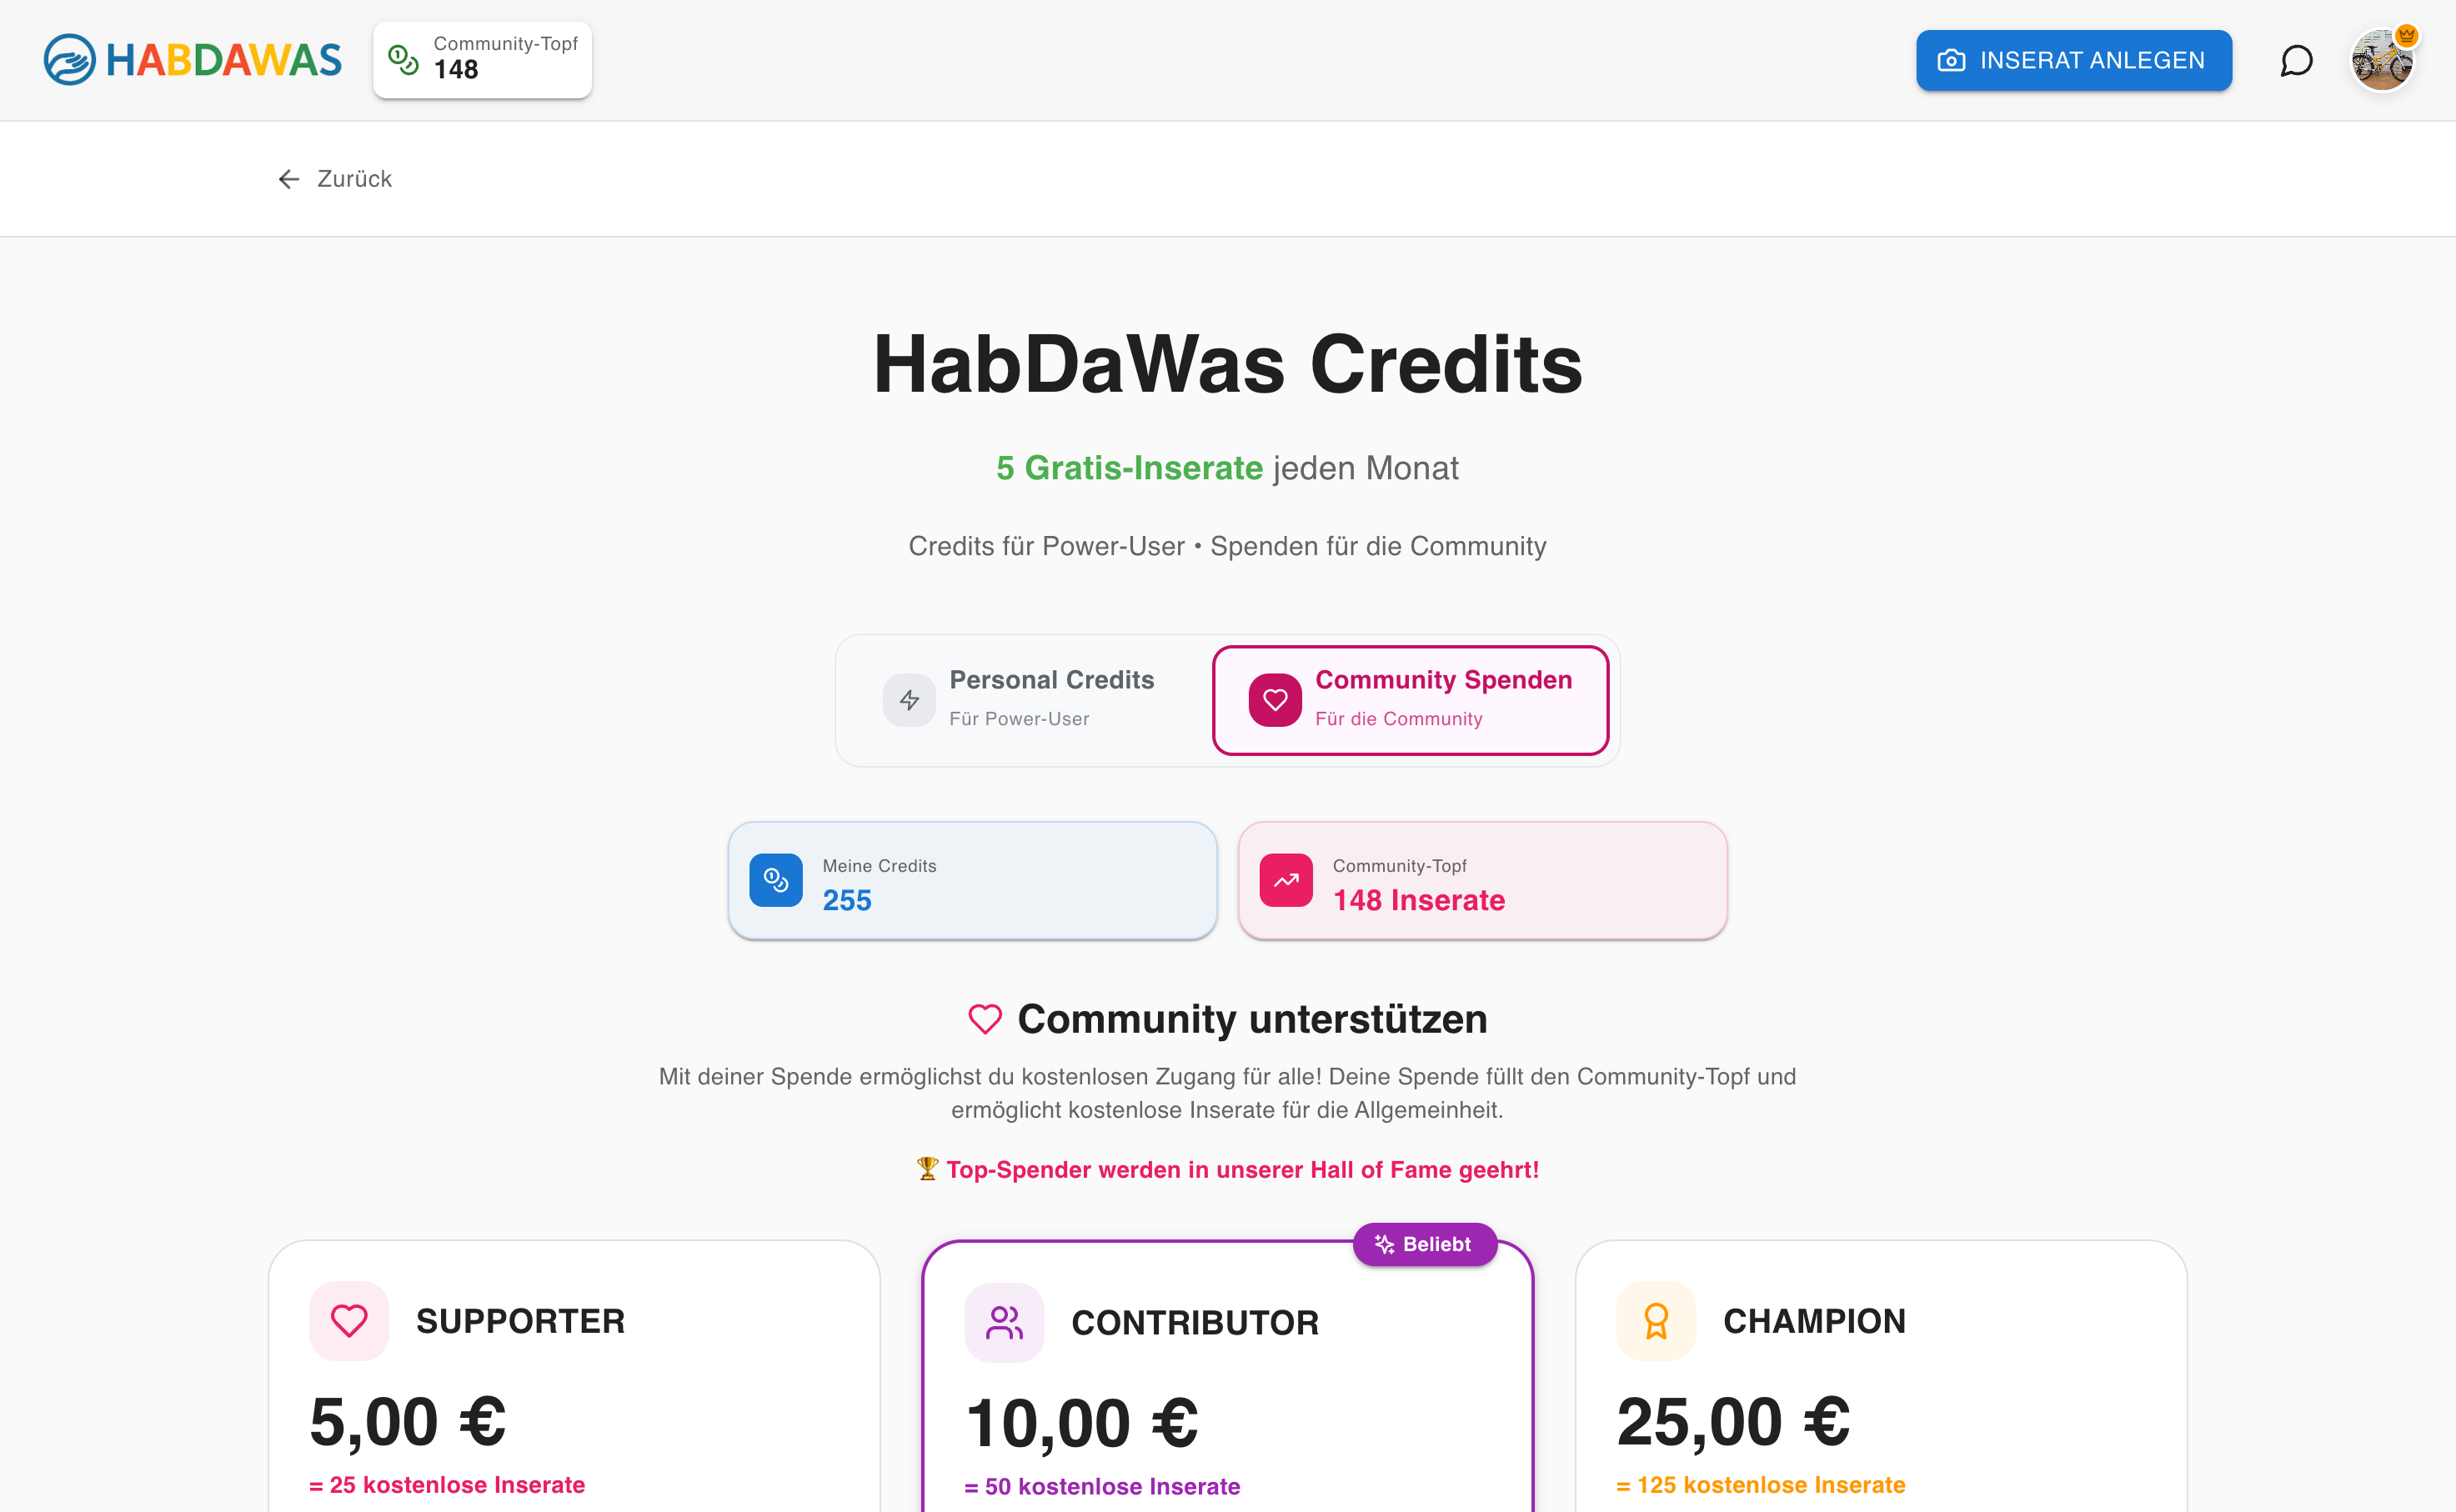 HABDAWAS
Community-Topf
148
INSERAT ANLEGEN
Zurück
HabDaWas Credits
5 Gratis-Inserate jeden Monat
Credits für Power-User • Spenden für die Community
Personal Credits
Für Power-User
Community Spenden
Für die Community
Meine Credits
255
Community-Topf
148 Inserate
Community unterstützen
Mit deiner Spende ermöglichst du kostenlosen Zugang für alle! Deine Spende füllt den Community-Topf und
ermöglicht kostenlose Inserate für die Allgemeinheit.
🏆 Top-Spender werden in unserer Hall of Fame geehrt!
SUPPORTER
5,00 €
= 25 kostenlose Inserate
Beliebt
CONTRIBUTOR
10,00 €
= 50 kostenlose Inserate
CHAMPION
25,00 €
= 125 kostenlose Inserate